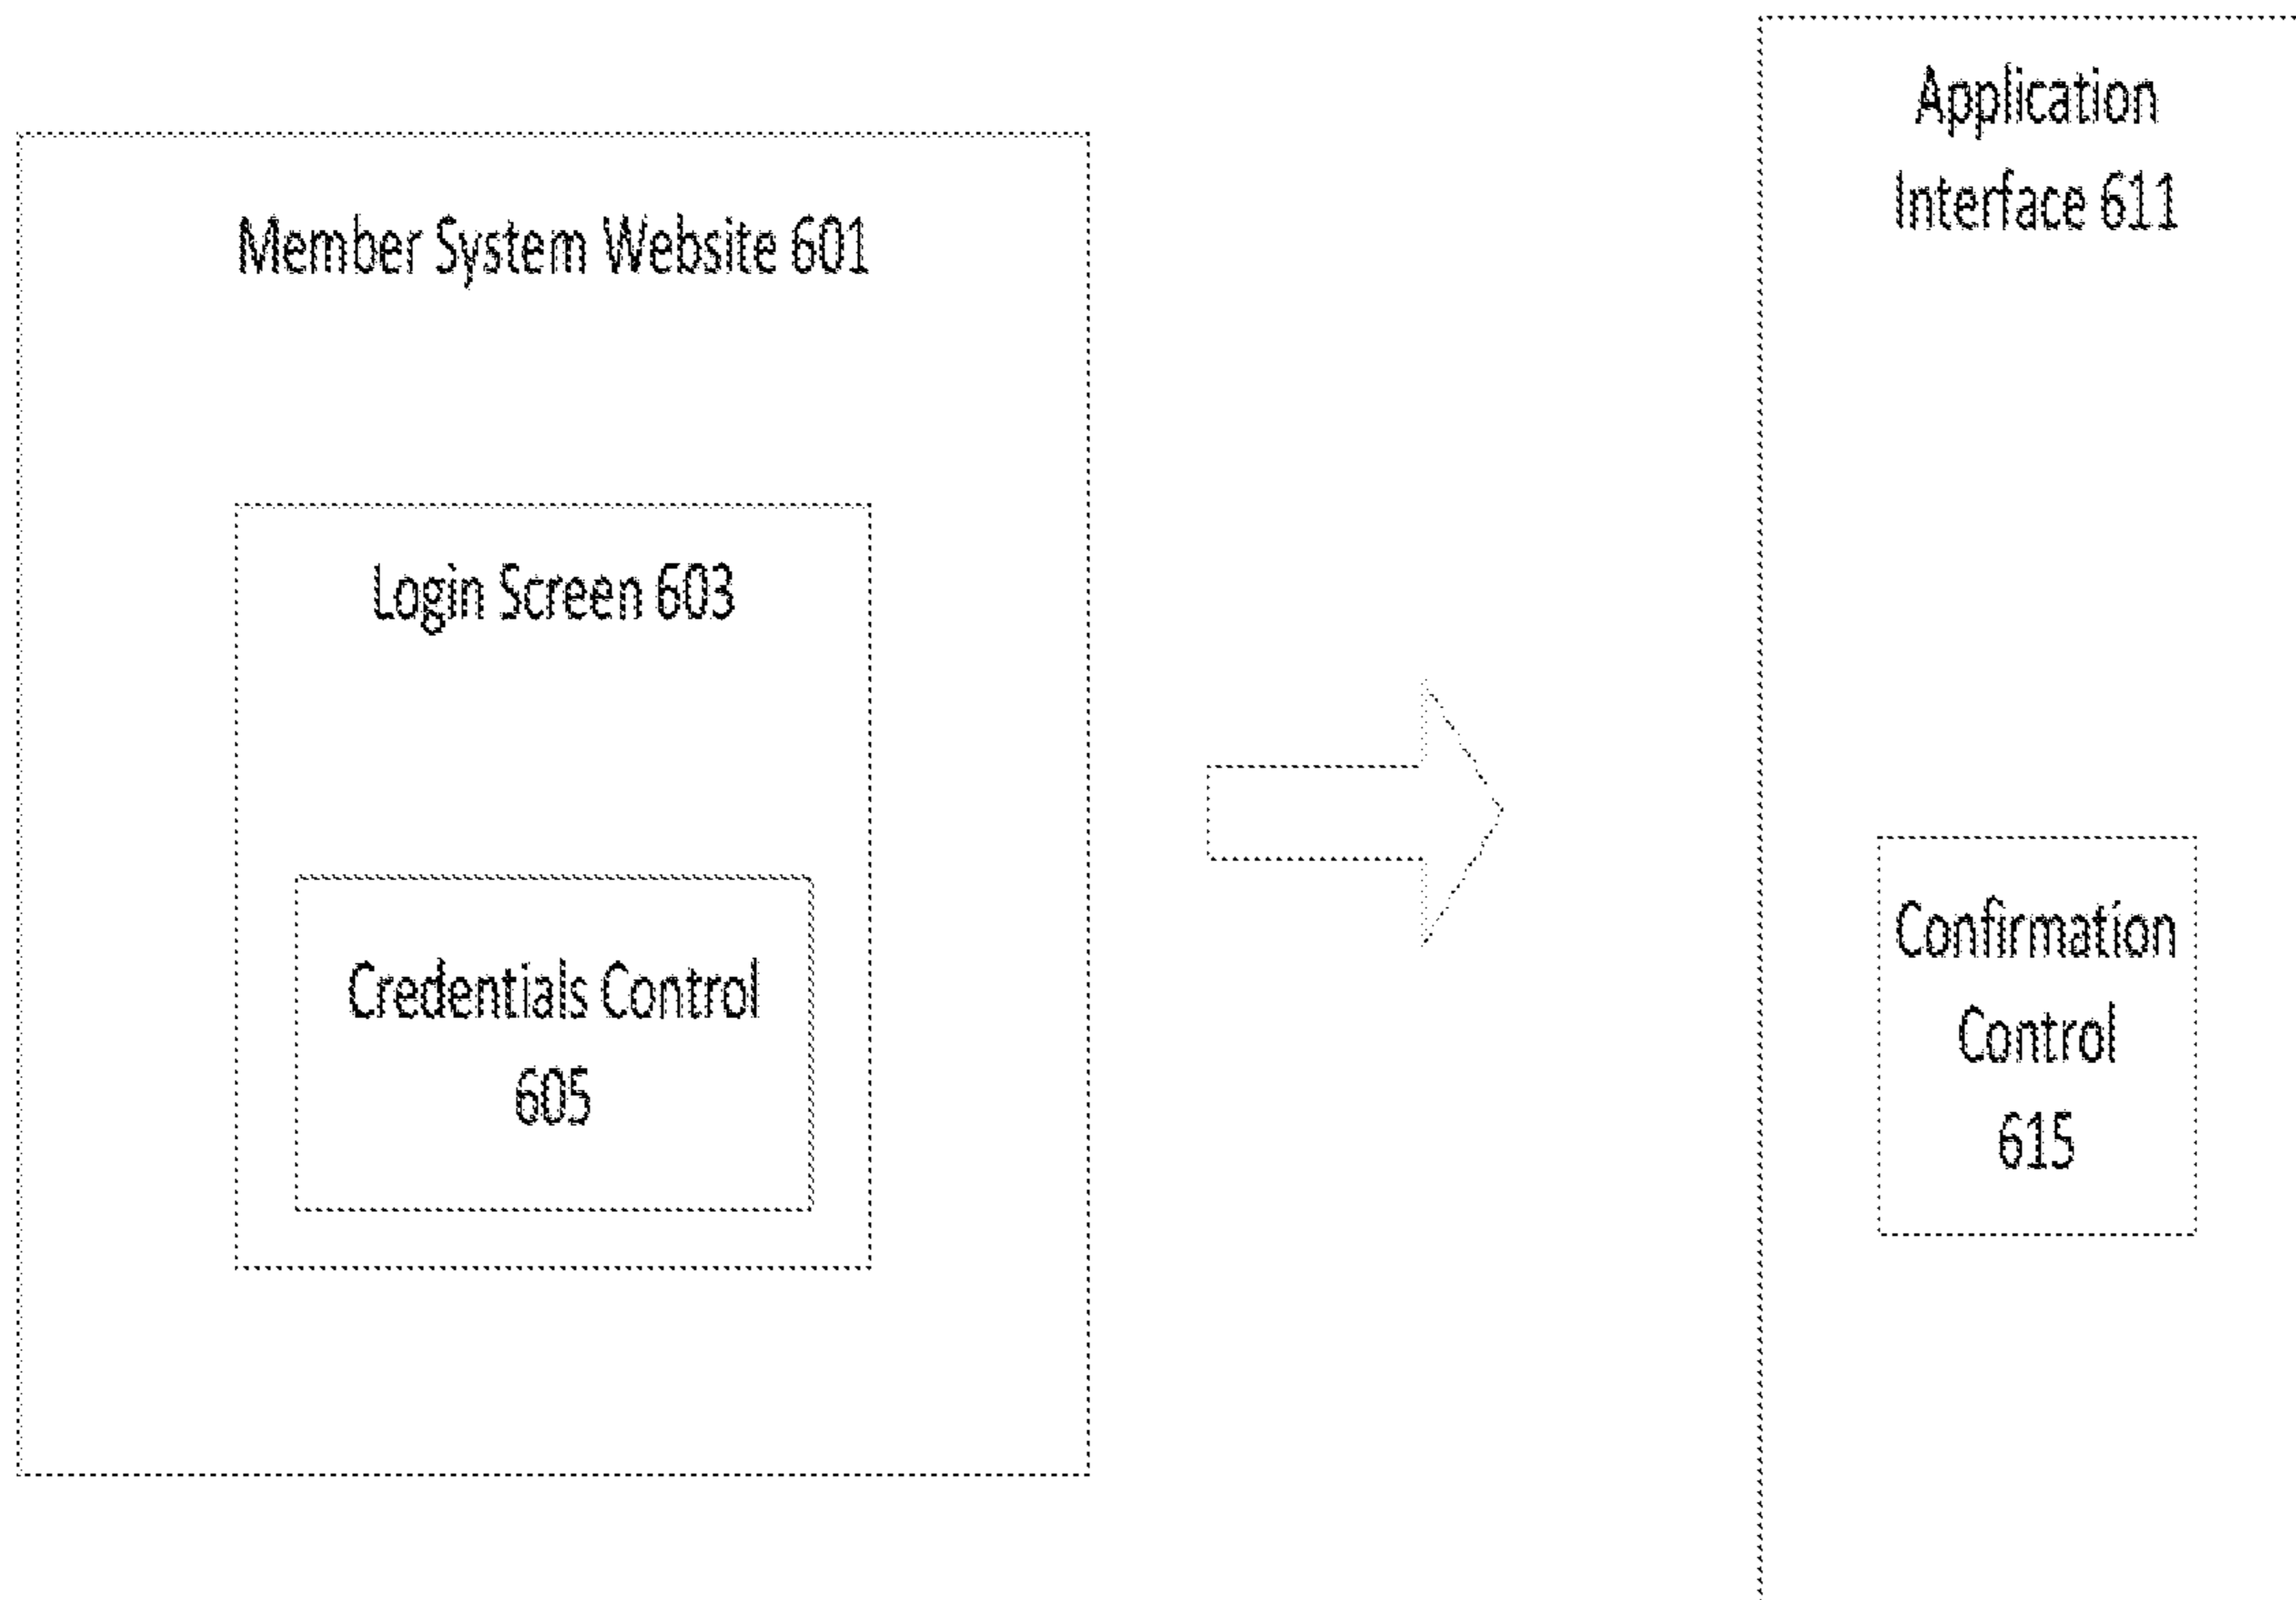 Member System Website 601
Login Screen 603
Credentials Control
605
Application
Interface 611
Confirmation
Control
615